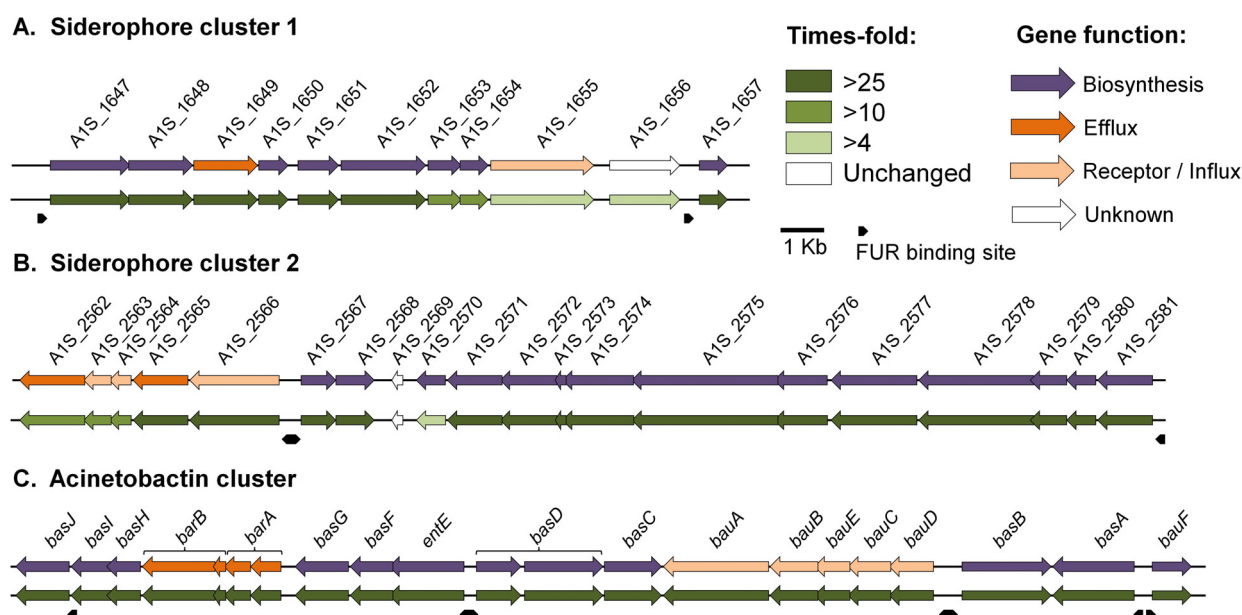 A. Siderophore cluster 1
A1S_1647 A1S_1648 A1S_1649 A1S_1650 A1S_1651 A1S_1652 A1S_1653 A1S_1654 A1S_1655 A1S_1656 A1S_1657
Times-fold:
>25
>10
>4
Unchanged
1 Kb
FUR binding site
Gene function:
Biosynthesis
Efflux
Receptor / Influx
Unknown
B. Siderophore cluster 2
A1S_2562 A1S_2563 A1S_2564 A1S_2565 A1S_2566 A1S_2567 A1S_2568 A1S_2569 A1S_2570 A1S_2571 A1S_2572 A1S_2573 A1S_2574 A1S_2575 A1S_2576 A1S_2577 A1S_2578 A1S_2579 A1S_2580 A1S_2581
C. Acinetobactin cluster
basJ basI basH barB barA basG basF entE basD basC bauA bauB bauE bauC bauD basB basA bauF